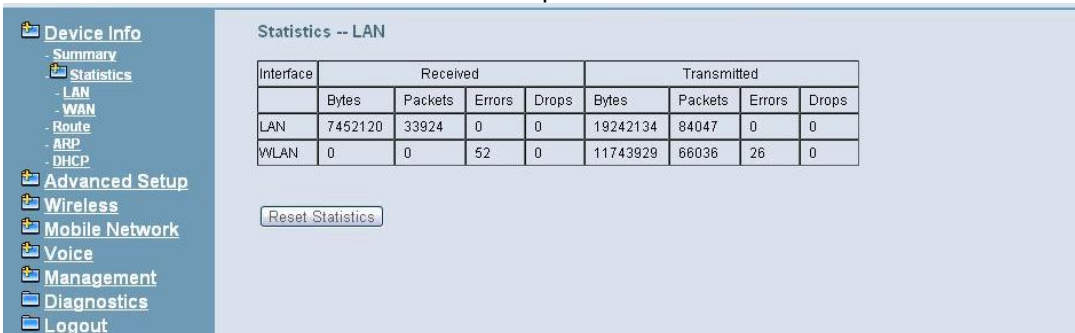 Device Info
- Summary
- Statistics
- LAN
- WAN
- Route
- ARP
- DHCP
Advanced Setup
Wireless
Mobile Network
Voice
Management
Diagnostics
Logout
Statistics -- LAN
Interface Received Transmitted
Bytes Packets Errors Drops Bytes Packets Errors Drops
LAN 7452120 33924 0 0 19242134 84047 0 0
WLAN 0 0 52 0 11743929 66036 26 0
Reset Statistics